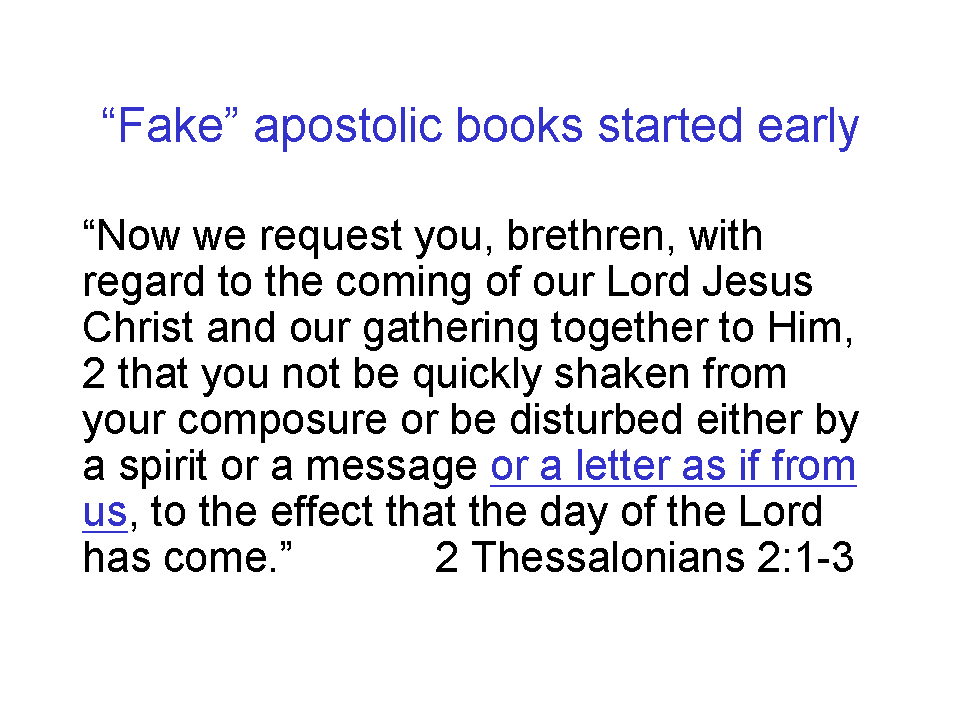 “Fake” apostolic books started early
“Now we request you, brethren, with
regard to the coming of our Lord Jesus
Christ and our gathering together to Him,
2 that you not be quickly shaken from
your composure or be disturbed either by
a spirit or a message or a letter as if from
us, to the effect that the day of the Lord
has come.” 2 Thessalonians 2:1-3